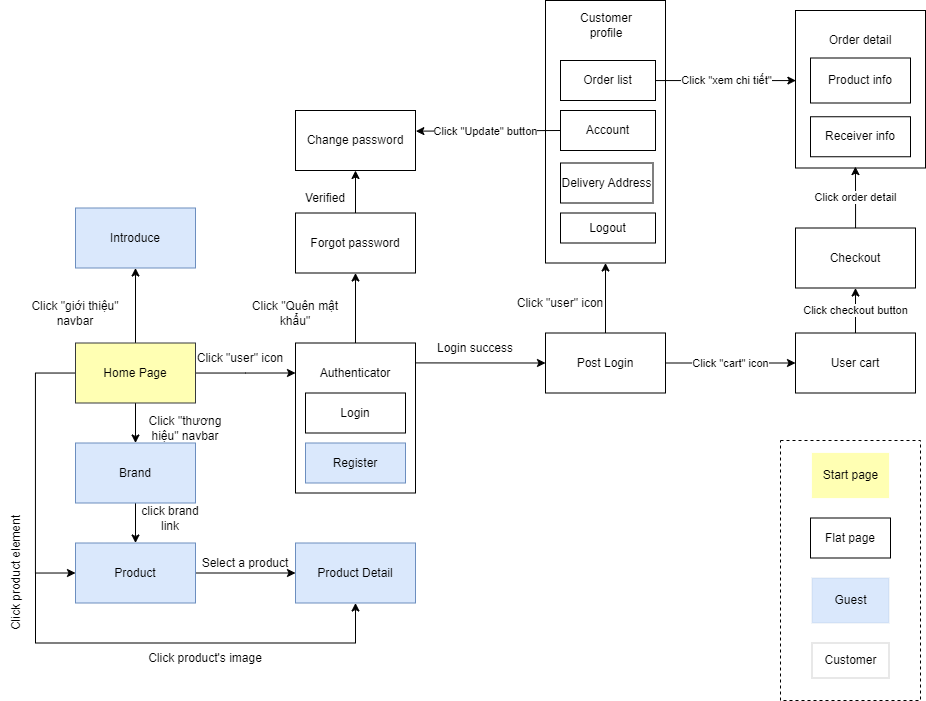 Customer
profile
Order list
Account
Delivery Address
Logout
Click "xem chi tiết"
Order detail
Product info
Receiver info
Click "Update" button
Change password
Verified
Forgot password
Click order detail
Introduce
Checkout
Click "giới thiệu"
navbar
Click "Quên mật
khẩu"
Click "user" icon
Click checkout button
Home Page
Click "user" icon
Authenticator
Login
Register
Login success
Post Login
Click "cart" icon
User cart
Click "thương
hiệu" navbar
Brand
click brand
link
Click product element
Product
Select a product
Product Detail
Click product's image
Start page
Flat page
Guest
Customer